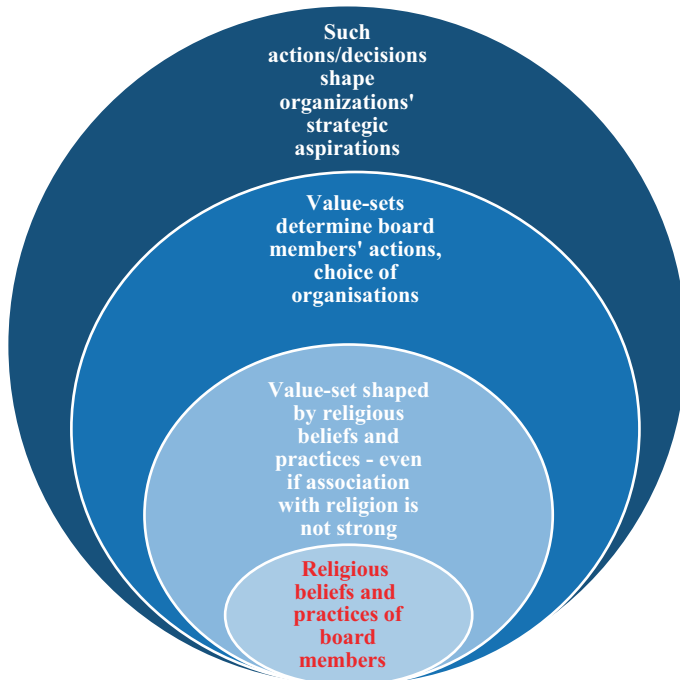 Such
actions/decisions
shape
organizations'
strategic
aspirations
Value-sets
determine board
members' actions,
choice of
organisations
Value-set shaped
by religious
beliefs and
practices - even
if association
with religion is
not strong
Religious
beliefs and
practices of
board
members